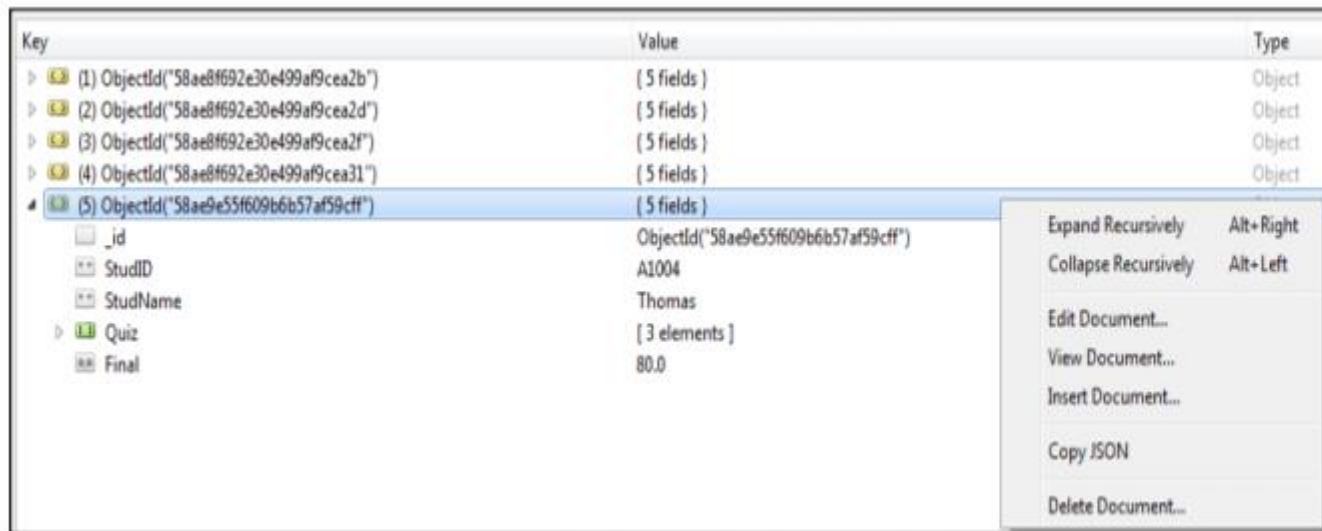 Key Value Type
(1) ObjectId("58ae8f692e30e499af9cea2b") { 5 fields } Object
(2) ObjectId("58ae8f692e30e499af9cea2d") { 5 fields } Object
(3) ObjectId("58ae8f692e30e499af9cea2f") { 5 fields } Object
(4) ObjectId("58ae8f692e30e499af9cea31") { 5 fields } Object
(5) ObjectId("58ae9e55f609b6b57af59cff") { 5 fields }
_id ObjectId("58ae9e55f609b6b57af59cff")
StudID A1004
StudName Thomas
Quiz [ 3 elements ]
Final 80.0
Expand Recursively Alt+Right
Collapse Recursively Alt+Left
Edit Document...
View Document...
Insert Document...
Copy JSON
Delete Document...